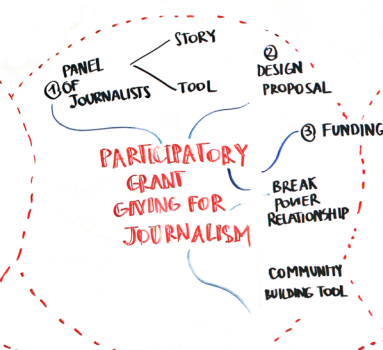 STORY
PANEL
① OF
JOURNALISTS
TOOL
②
DESIGN
PROPOSAL
③ FUNDING
PARTICIPATORY
GRANT
GIVING FOR
JOURNALISM
BREAK
POWER
RELATIONSHIP
COMMUNITY
BUILDING TOOL